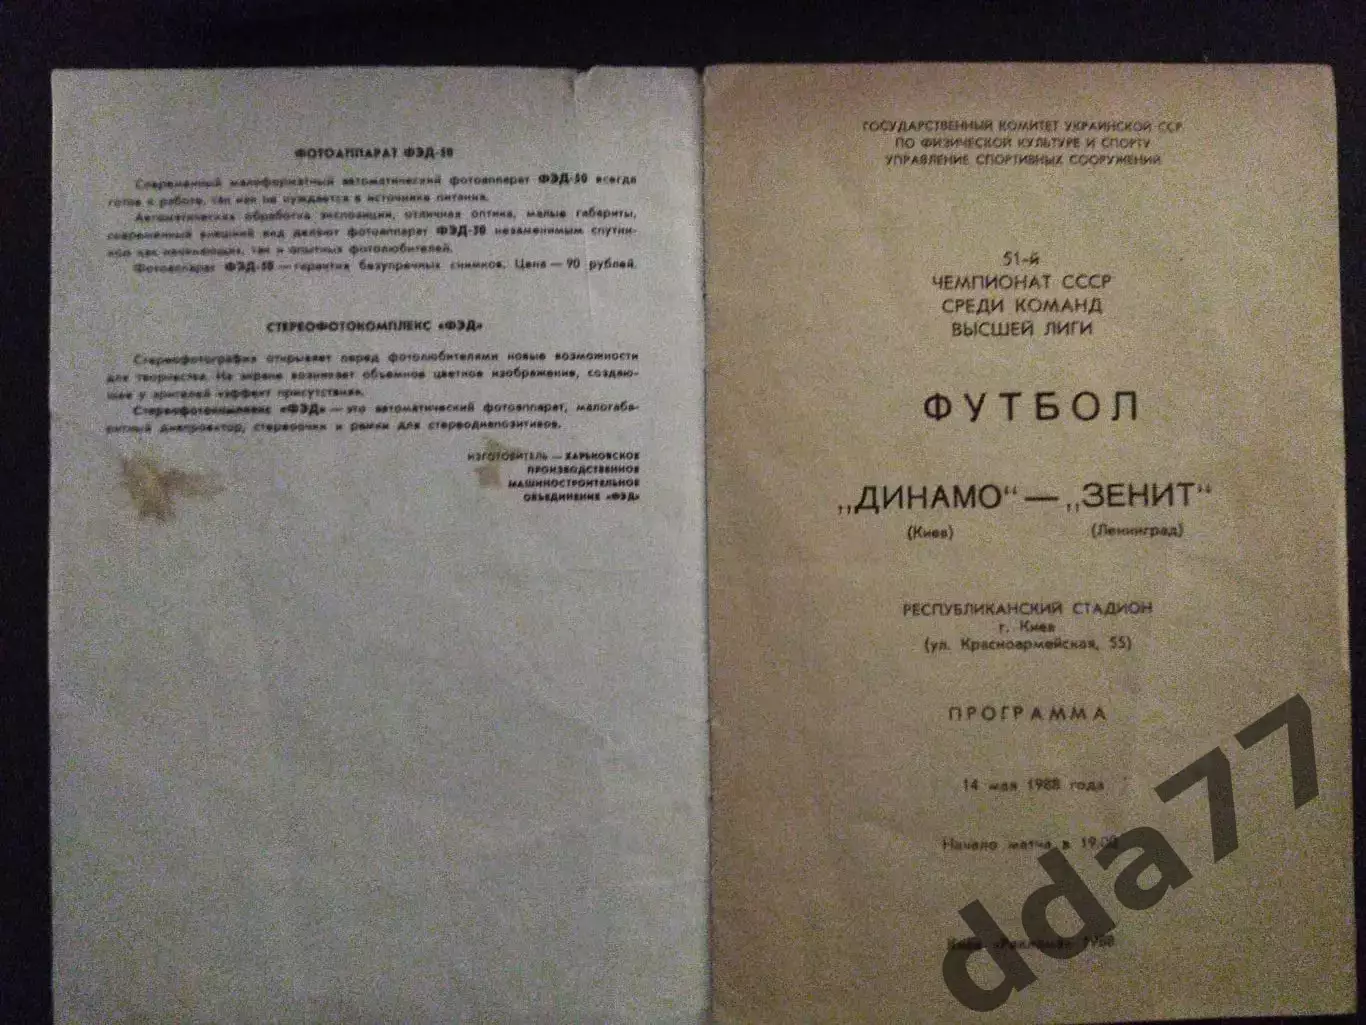 ФОТОАППАРАТ ФЭД-50
Современный малоформатный автоматический фотоаппарат ФЭД-50 всегда
готов к работе, так как не нуждается в источнике питания.
Автоматическая обработка экспозиции, отличная оптика, малые габариты,
современный внешний вид делают фотоаппарат ФЭД-50 незаменимым спутни-
ком как начинающих, так и опытных фотолюбителей.
Фотоаппарат ФЭД-50 — гарантия безупречных снимков. Цена — 90 рублей.
СТЕРЕОФОТОКОМПЛЕКС «ФЭД»
Стереофотография открывает перед фотолюбителями новые возможности
для творчества. На экране возникает объемное цветное изображение, создаю-
щее у зрителей «эффект присутствия».
Стереофотокомплекс «ФЭД» — это автоматический фотоаппарат, малогаба-
ритный диапроектор, стереоочки и рамки для стереодиапозитивов.
ИЗГОТОВИТЕЛЬ — ХАРЬКОВСКОЕ
ПРОИЗВОДСТВЕННОЕ
МАШИНОСТРОИТЕЛЬНОЕ
ОБЪЕДИНЕНИЕ «ФЭД»
ГОСУДАРСТВЕННЫЙ КОМИТЕТ УКРАИНСКОЙ ССР
ПО ФИЗИЧЕСКОЙ КУЛЬТУРЕ И СПОРТУ
УПРАВЛЕНИЕ СПОРТИВНЫХ СООРУЖЕНИЙ
51-й
ЧЕМПИОНАТ СССР
СРЕДИ КОМАНД
ВЫСШЕЙ ЛИГИ
ФУТБОЛ
„ДИНАМО" — „ЗЕНИТ"
(Киев) (Ленинград)
РЕСПУБЛИКАНСКИЙ СТАДИОН
г. Киев
(ул. Красноармейская, 55)
ПРОГРАММА
14 мая 1988 года
Начало матча в 19.00
Киев «Реклама» 1988
dda77